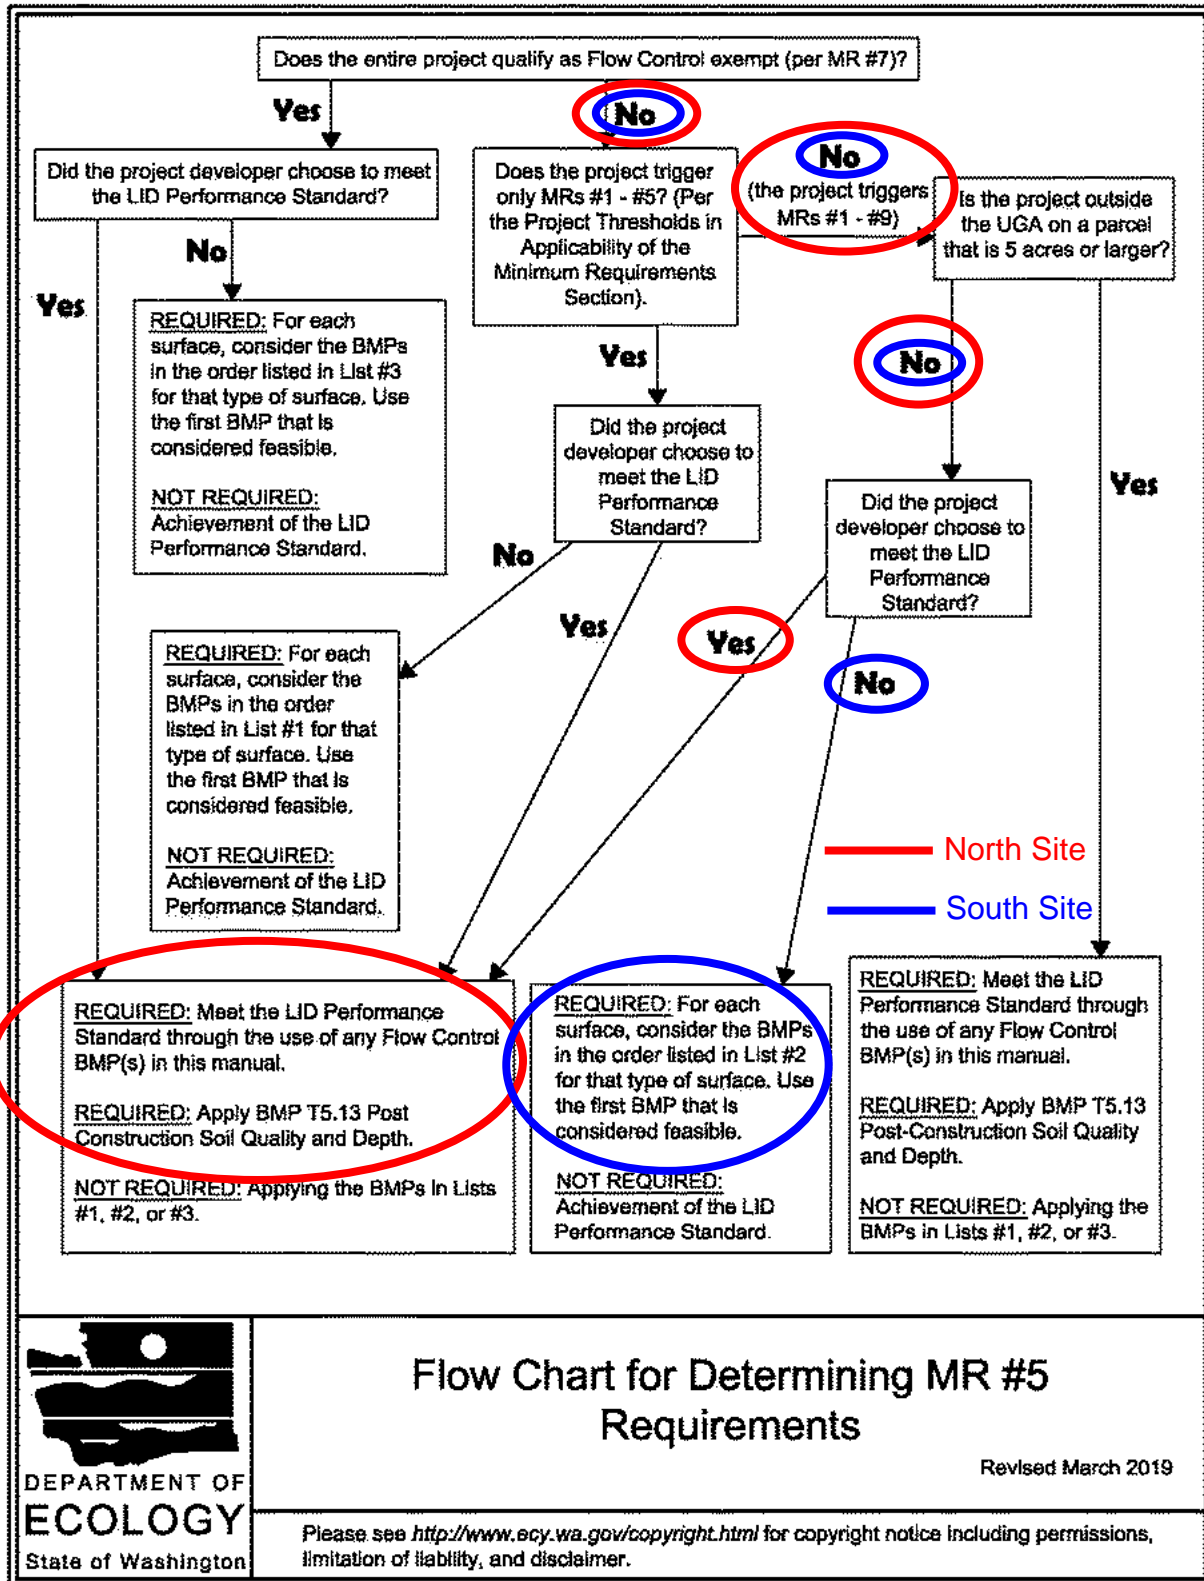 Does the entire project qualify as Flow Control exempt (per MR #7)?
Yes
No
Did the project developer choose to meet
the LID Performance Standard?
Does the project trigger
only MRs #1 - #5? (Per
the Project Thresholds in
Applicability of the
Minimum Requirements
Section).
No
(the project triggers
MRs #1 - #9)
Is the project outside
the UGA on a parcel
that is 5 acres or larger?
No
Yes
REQUIRED: For each
surface, consider the BMPs
in the order listed in List #3
for that type of surface. Use
the first BMP that is
considered feasible.
NOT REQUIRED:
Achievement of the LID
Performance Standard.
Yes
No
Yes
Did the project
developer choose to
meet the LID
Performance
Standard?
Did the project
developer choose to
meet the LID
Performance
Standard?
No
Yes
Yes
No
REQUIRED: For each
surface, consider the
BMPs in the order
listed in List #1 for that
type of surface. Use
the first BMP that is
considered feasible.
NOT REQUIRED:
Achievement of the LID
Performance Standard.
North Site
South Site
REQUIRED: Meet the LID Performance
Standard through the use of any Flow Control
BMP(s) in this manual.
REQUIRED: Apply BMP T5.13 Post
Construction Soil Quality and Depth.
NOT REQUIRED: Applying the BMPs in Lists
#1, #2, or #3.
REQUIRED: For each
surface, consider the BMPs
in the order listed in List #2
for that type of surface. Use
the first BMP that is
considered feasible.
NOT REQUIRED:
Achievement of the LID
Performance Standard.
REQUIRED: Meet the LID
Performance Standard through
the use of any Flow Control
BMP(s) in this manual.
REQUIRED: Apply BMP T5.13
Post-Construction Soil Quality
and Depth.
NOT REQUIRED: Applying the
BMPs in Lists #1, #2, or #3.
DEPARTMENT OF
ECOLOGY
State of Washington
Flow Chart for Determining MR #5
Requirements
Revised March 2019
Please see http://www.ecy.wa.gov/copyright.html for copyright notice including permissions,
limitation of liability, and disclaimer.